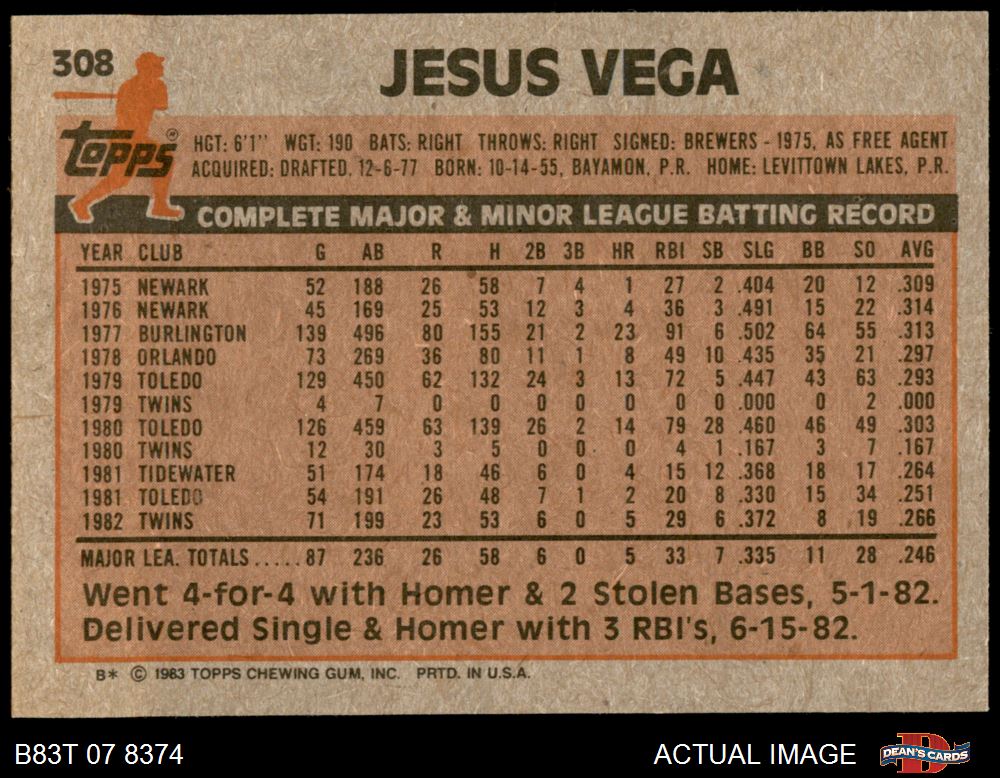 308
JESUS VEGA
Topps
HGT: 6'1" WGT: 190 BATS: RIGHT THROWS: RIGHT SIGNED: BREWERS - 1975, AS FREE AGENT
ACQUIRED: DRAFTED, 12-6-77 BORN: 10-14-55, BAYAMON, P.R. HOME: LEVITTOWN LAKES, P.R.
COMPLETE MAJOR & MINOR LEAGUE BATTING RECORD
YEAR CLUB G AB R H 2B 3B HR RBI SB SLG BB SO AVG
1975 NEWARK 52 188 26 58 7 4 1 27 2 .404 20 12 .309
1976 NEWARK 45 169 25 53 12 3 4 36 3 .491 15 22 .314
1977 BURLINGTON 139 496 80 155 21 2 23 91 6 .502 64 55 .313
1978 ORLANDO 73 269 36 80 11 1 8 49 10 .435 35 21 .297
1979 TOLEDO 129 450 62 132 24 3 13 72 5 .447 43 63 .293
1979 TWINS 4 7 0 0 0 0 0 0 0 .000 0 2 .000
1980 TOLEDO 126 459 63 139 26 2 14 79 28 .460 46 49 .303
1980 TWINS 12 30 3 5 0 0 0 4 1 .167 3 7 .167
1981 TIDEWATER 51 174 18 46 6 0 4 15 12 .368 18 17 .264
1981 TOLEDO 54 191 26 48 7 1 2 20 8 .330 15 34 .251
1982 TWINS 71 199 23 53 6 0 5 29 6 .372 8 19 .266
MAJOR LEA. TOTALS.....87 236 26 58 6 0 5 33 7 .335 11 28 .246
Went 4-for-4 with Homer & 2 Stolen Bases, 5-1-82.
Delivered Single & Homer with 3 RBI's, 6-15-82.
B* © 1983 TOPPS CHEWING GUM, INC. PRTD. IN U.S.A.
B83T 07 8374
ACTUAL IMAGE
DEAN'S CARDS